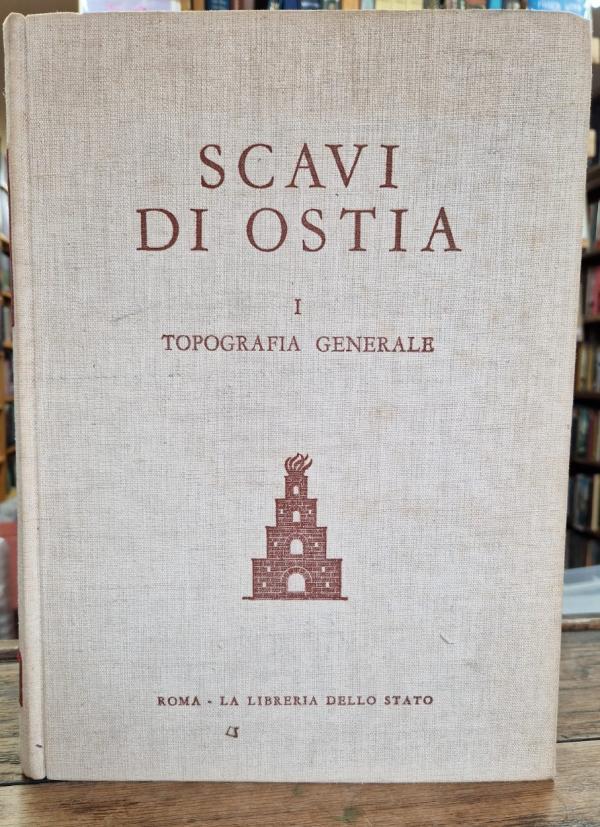 SCAVI
DI OSTIA
I
TOPOGRAFIA GENERALE
ROMA - LA LIBRERIA DELLO STATO